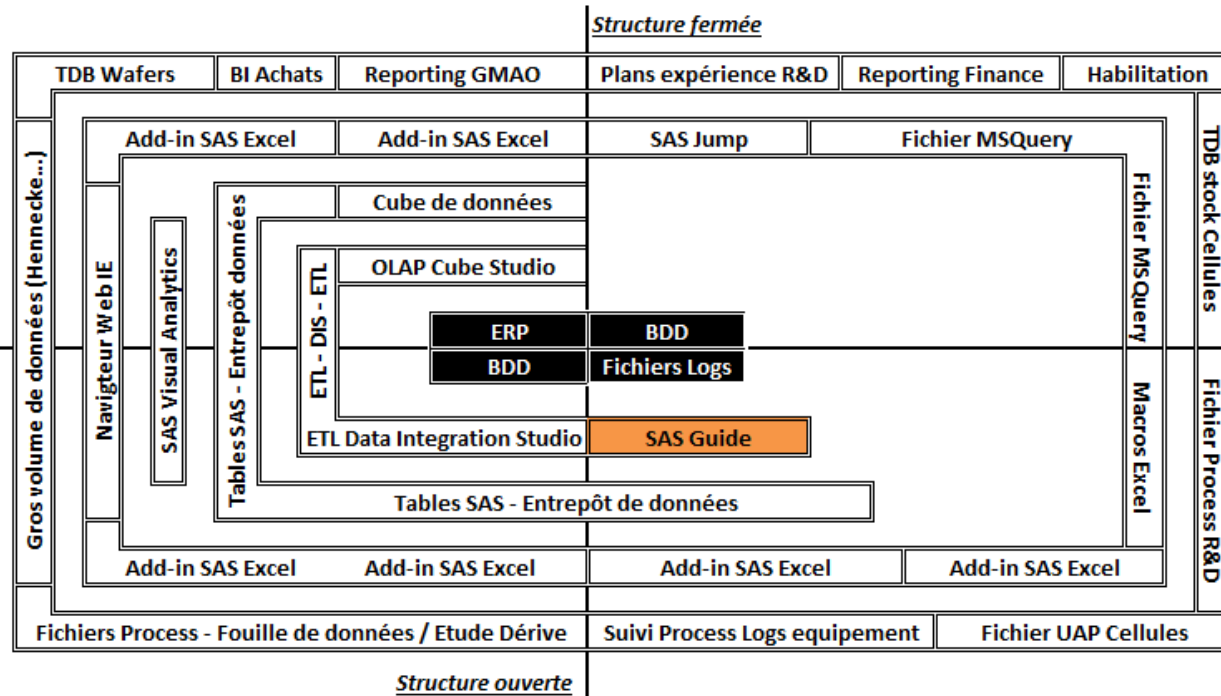 Structure fermée
TDB Wafers
BI Achats
Reporting GMAO
Plans expérience R&D
Reporting Finance
Habilitation
Add-in SAS Excel
Add-in SAS Excel
SAS Jump
Fichier MSQuery
Gros volume de données (Hennecke...)
Navigteur Web IE
SAS Visual Analytics
Tables SAS - Entrepôt données
Cube de données
ETL - DIS - ETL
OLAP Cube Studio
ERP
BDD
BDD
Fichiers Logs
Fichier MSQuery
TDB stock Cellules
ETL Data Integration Studio
SAS Guide
Macros Excel
Fichier Process R&D
Tables SAS - Entrepôt de données
Add-in SAS Excel
Add-in SAS Excel
Add-in SAS Excel
Add-in SAS Excel
Fichiers Process - Fouille de données / Etude Dérive
Suivi Process Logs equipement
Fichier UAP Cellules
Structure ouverte